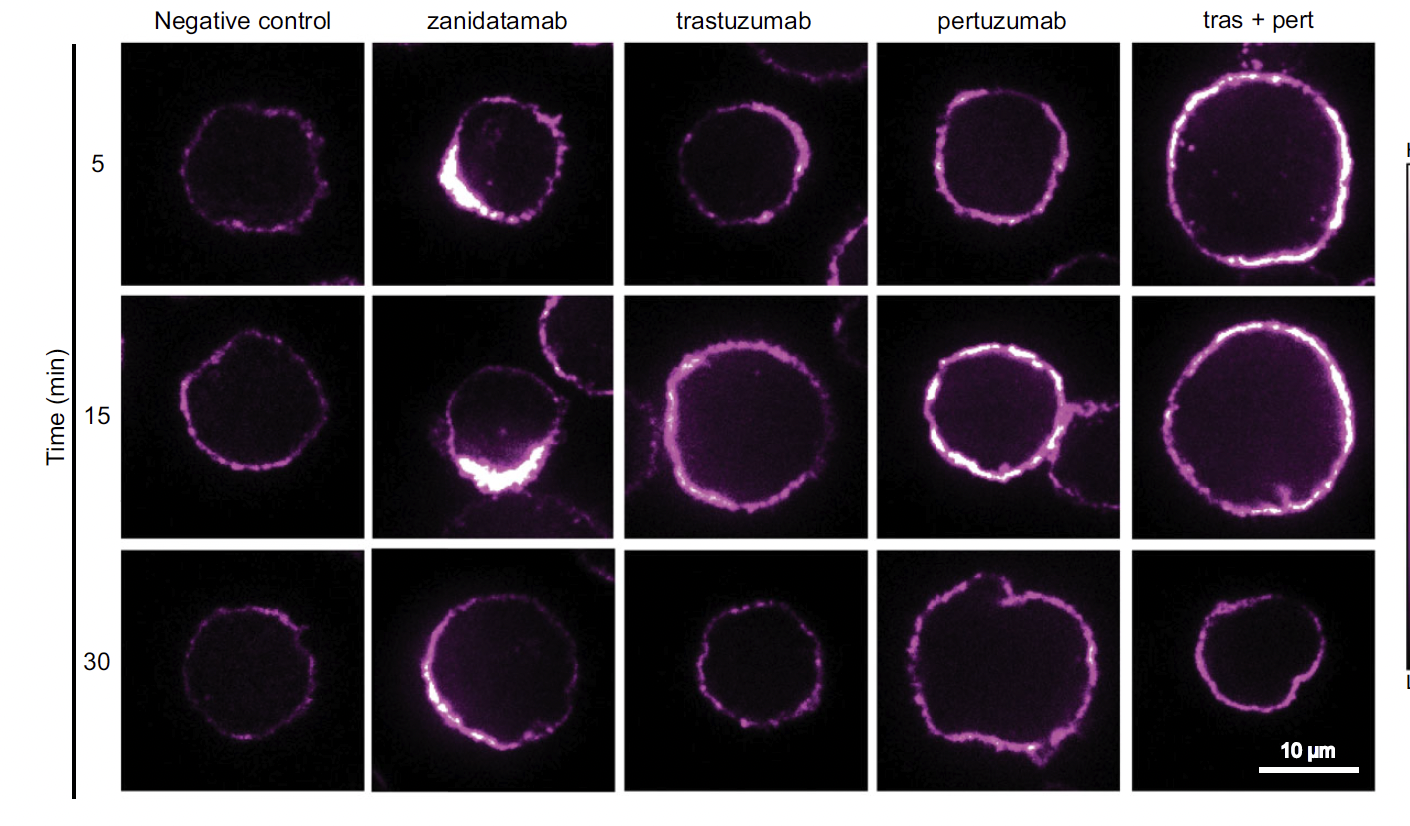 Negative control zanidatamab trastuzumab pertuzumab tras + pert
5
Time (min)
15
30
10 µm